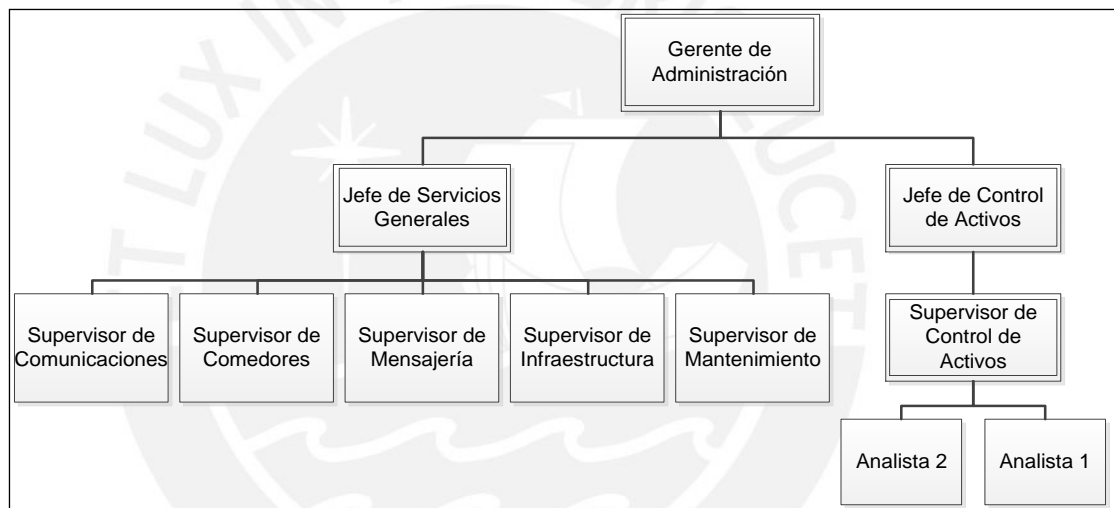 Gerente de
Administración
Jefe de Servicios
Generales
Jefe de Control
de Activos
Supervisor de
Comunicaciones
Supervisor de
Comedores
Supervisor de
Mensajería
Supervisor de
Infraestructura
Supervisor de
Mantenimiento
Supervisor de
Control de
Activos
Analista 2
Analista 1